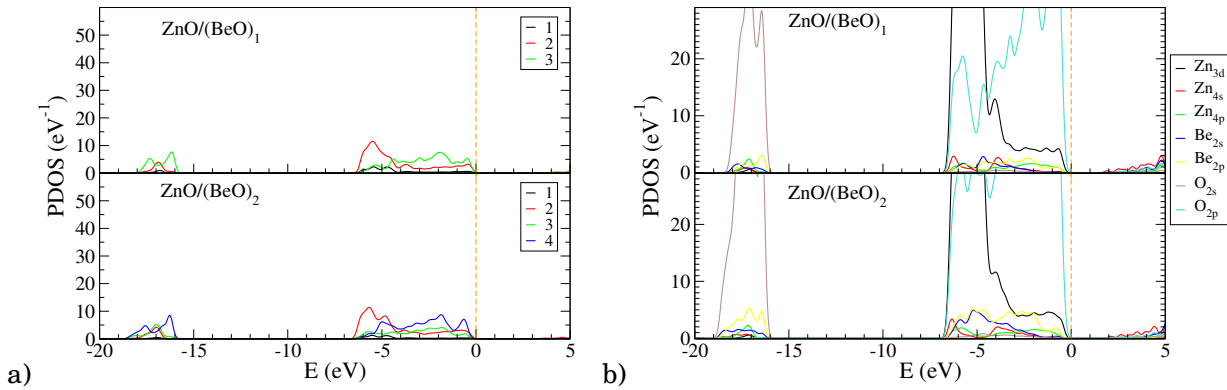 ZnO/(BeO)₁
1
2
3
50
40
30
20
10
0
ZnO/(BeO)₂
1
2
3
4
50
40
30
20
10
0
-20 -15 -10 -5 0 5
PDOS (eV⁻¹)
E (eV)
a)
ZnO/(BeO)₁
20
10
0
ZnO/(BeO)₂
20
10
0
-20 -15 -10 -5 0 5
PDOS (eV⁻¹)
E (eV)
b)
Zn₃d
Zn₄s
Zn₄p
Be₂s
Be₂p
O₂s
O₂p